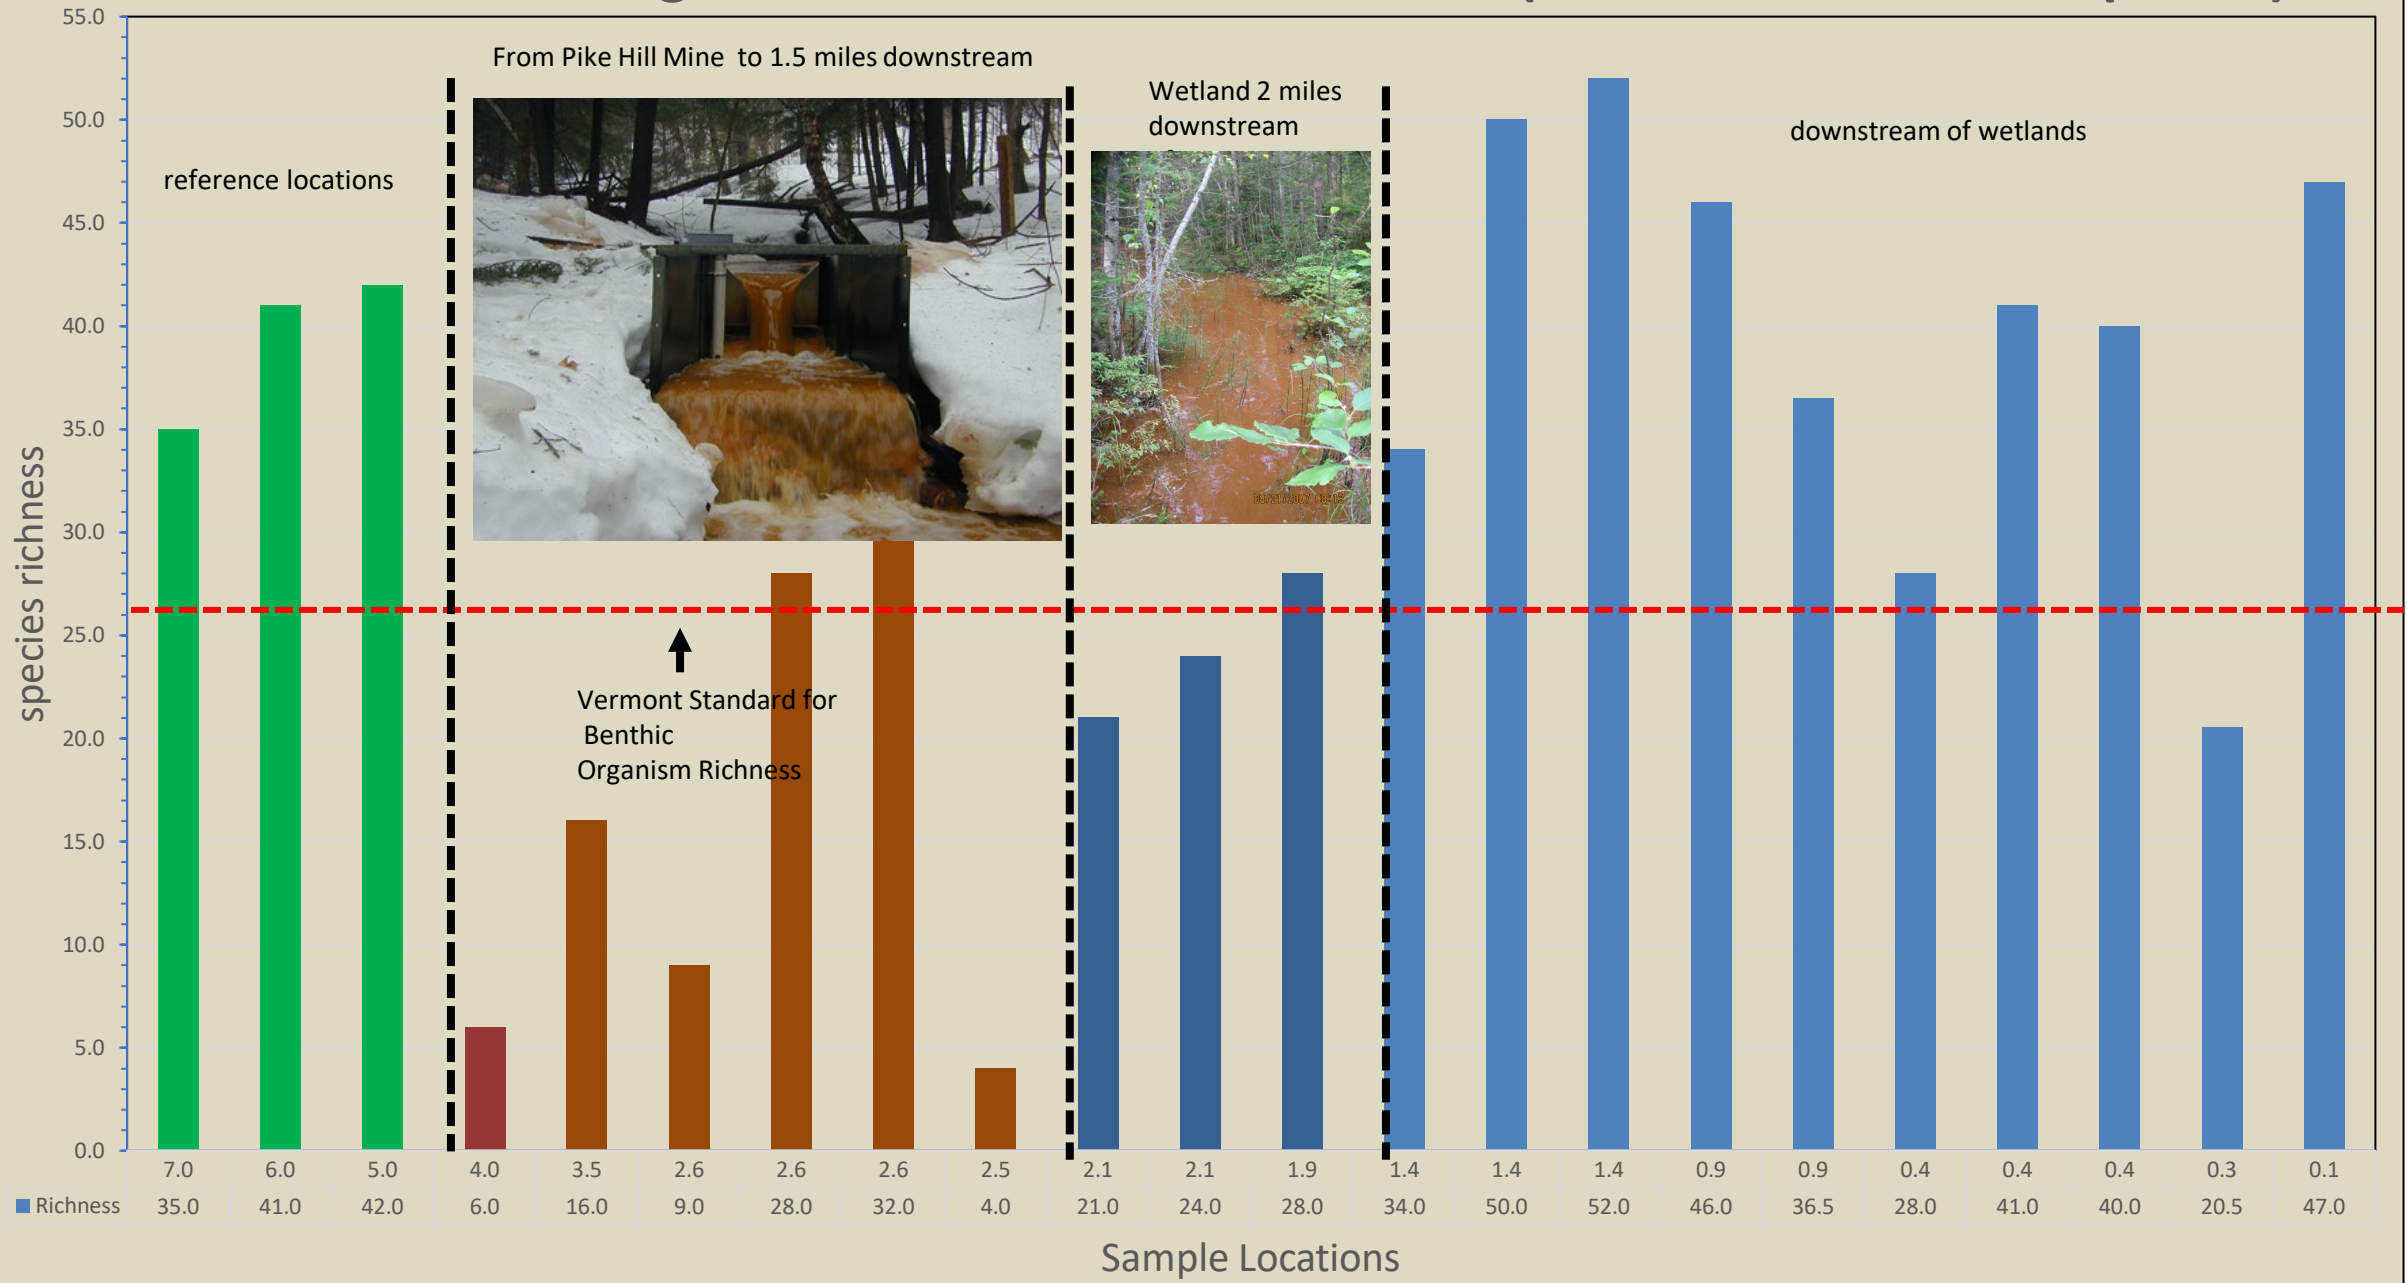 55.0
50.0
45.0
40.0
35.0
30.0
25.0
20.0
15.0
10.0
5.0
0.0
species richness
reference locations
From Pike Hill Mine to 1.5 miles downstream
Wetland 2 miles
downstream
downstream of wetlands
Vermont Standard for
Benthic
Organism Richness
7.0 6.0 5.0 4.0 3.5 2.6 2.6 2.6 2.5 2.1 2.1 1.9 1.4 1.4 1.4 0.9 0.9 0.4 0.4 0.4 0.3 0.1
Richness 35.0 41.0 42.0 6.0 16.0 9.0 28.0 32.0 4.0 21.0 24.0 28.0 34.0 50.0 52.0 46.0 36.5 28.0 41.0 40.0 20.5 47.0
Sample Locations